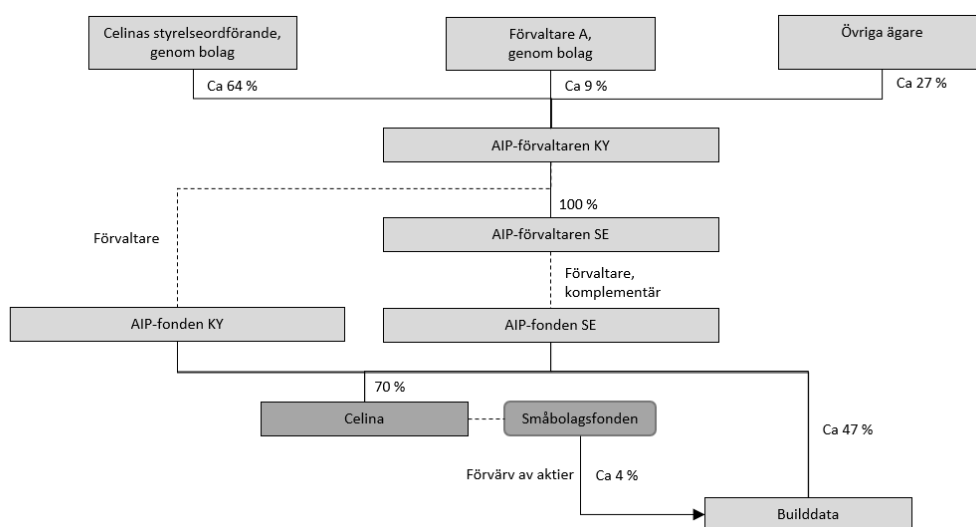 Celinas styrelseordförande,
genom bolag
Förvaltare A,
genom bolag
Övriga ägare
Ca 64 %
Ca 9 %
Ca 27 %
AIP-förvaltaren KY
100 %
AIP-förvaltaren SE
Förvaltare
Förvaltare,
komplementär
AIP-fonden KY
AIP-fonden SE
70 %
Celina
Småbolagsfonden
Ca 47 %
Förvärv av aktier
Ca 4 %
Builddata